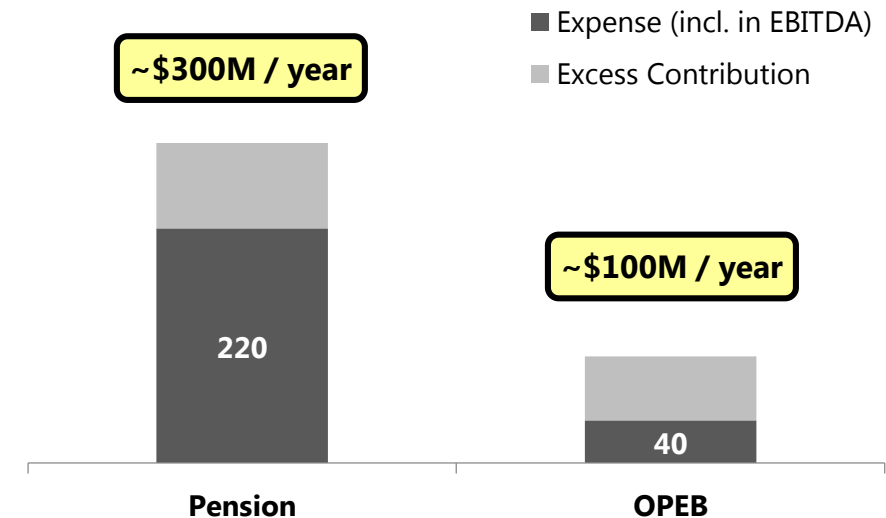 Expense (incl. in EBITDA)
Excess Contribution
~$300M / year
~$100M / year
220
40
Pension
OPEB